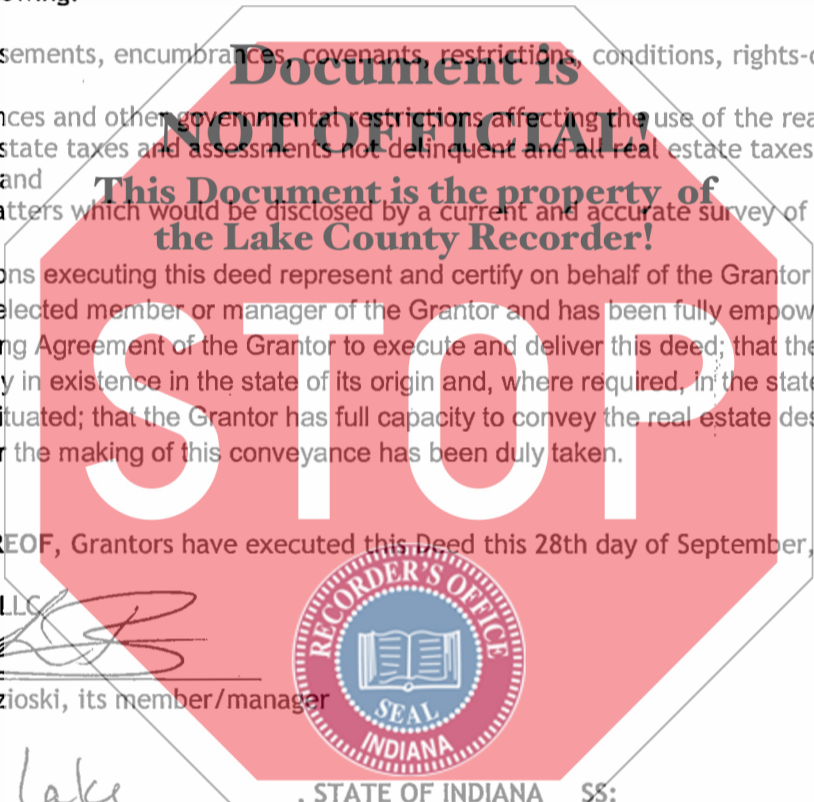 owing:
sements, encumbrances, covenants, restrictions, conditions, rights-o
Document is
nces and other governmental restrictions affecting the use of the rea
NOT OFFICIAL!
state taxes and assessments not delinquent and all real estate taxes
and
This Document is the property of
atters which would be disclosed by a current and accurate survey of
the Lake County Recorder!
ons executing this deed represent and certify on behalf of the Grantor
elected member or manager of the Grantor and has been fully empow
ng Agreement of the Grantor to execute and deliver this deed; that the
y in existence in the state of its origin and, where required, in the state
ituated; that the Grantor has full capacity to convey the real estate des
r the making of this conveyance has been duly taken.
STOP
REOF, Grantors have executed this Deed this 28th day of September,
LLC
zioski, its member/manager
RECORDER'S OFFICE
SEAL
INDIANA
Lake , STATE OF INDIANA SS: